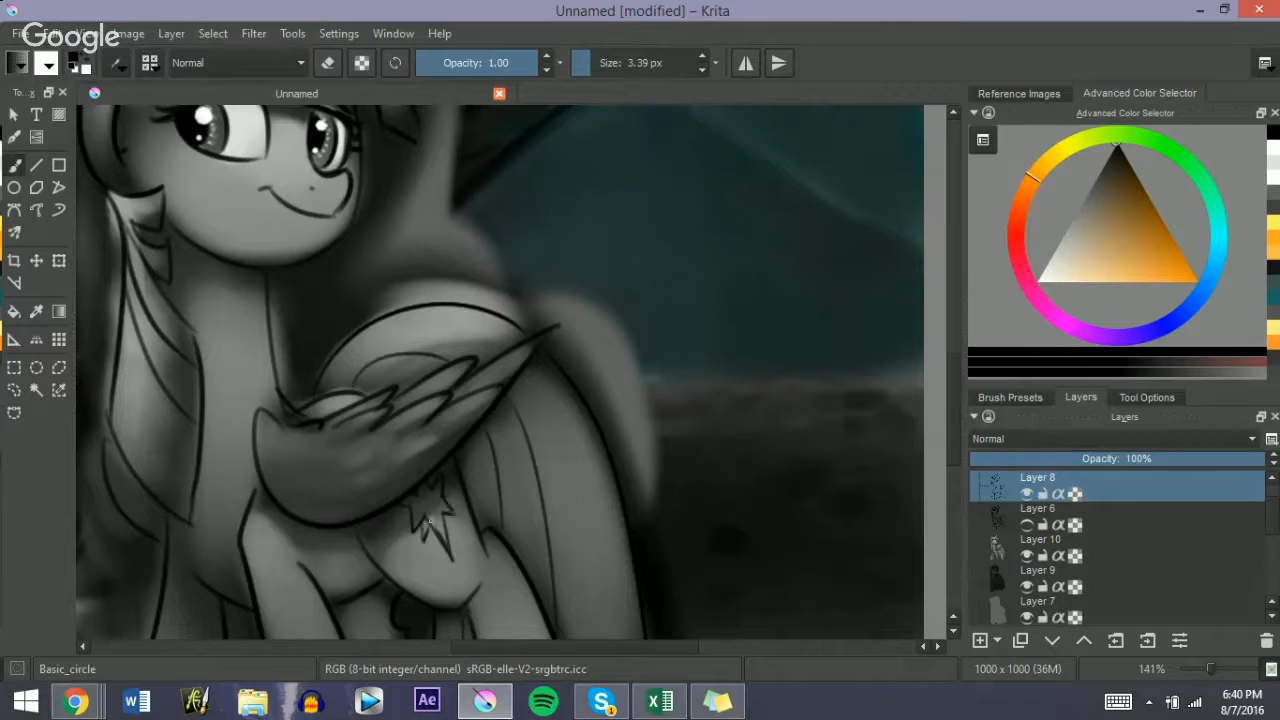 Unnamed [modified] – Krita
Google
File Image Layer Select Filter Tools Settings Window Help
Normal Opacity: 1.00 Size: 3.39 px
To... Unnamed Reference Images Advanced Color Selector
Advanced Color Selector
Brush Presets Layers Tool Options
Layers
Normal
Opacity: 100%
Layer 8
Layer 6
Layer 10
Layer 9
Layer 7
Basic_circle RGB (8-bit integer/channel) sRGB-elle-V2-srgbtrc.icc 1000 x 1000 (36M) 141%
6:40 PM
8/7/2016